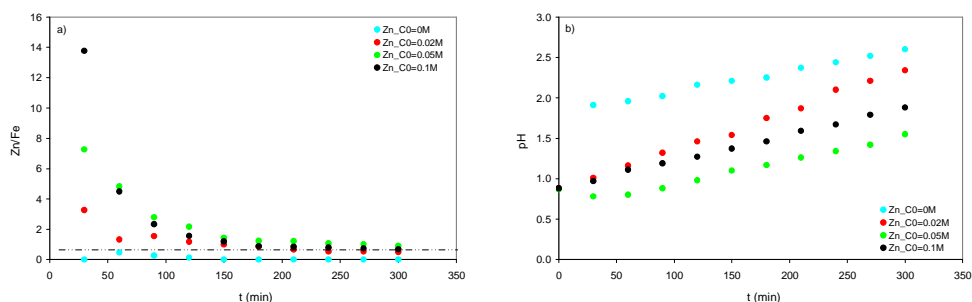 a)
Zn_C0=0M
Zn_C0=0.02M
Zn_C0=0.05M
Zn_C0=0.1M
16
14
12
10
8
6
4
2
0
Zn/Fe
0 50 100 150 200 250 300 350
t (min)
b)
3.0
2.5
2.0
1.5
1.0
0.5
0.0
pH
Zn_C0=0M
Zn_C0=0.02M
Zn_C0=0.05M
Zn_C0=0.1M
0 50 100 150 200 250 300 350
t (min)